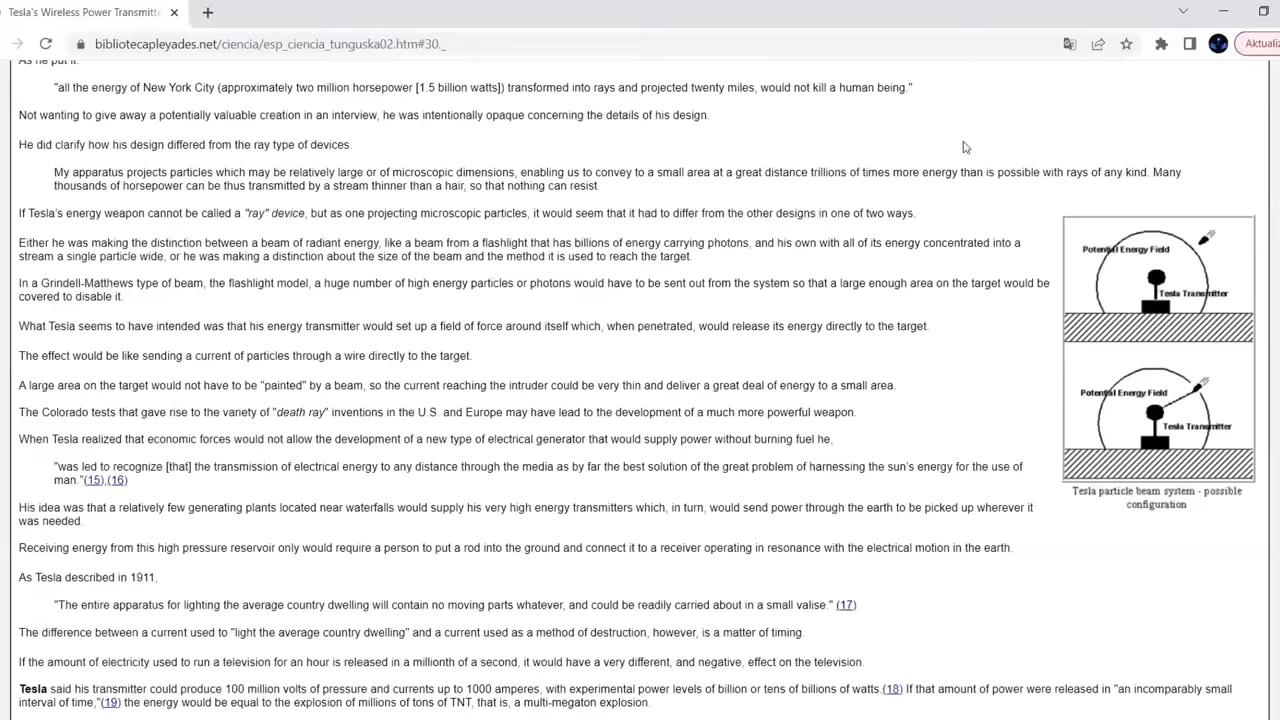 Tesla's Wireless Power Transmitte
bibliotecapleyades.net/ciencia/esp_ciencia_tunguska02.htm#30._
Aktualiz
As he put it:
"all the energy of New York City (approximately two million horsepower [1.5 billion watts]) transformed into rays and projected twenty miles, would not kill a human being."
Not wanting to give away a potentially valuable creation in an interview, he was intentionally opaque concerning the details of his design.
He did clarify how his design differed from the ray type of devices.
My apparatus projects particles which may be relatively large or of microscopic dimensions, enabling us to convey to a small area at a great distance trillions of times more energy than is possible with rays of any kind. Many
thousands of horsepower can be thus transmitted by a stream thinner than a hair, so that nothing can resist.
If Tesla's energy weapon cannot be called a "ray" device, but as one projecting microscopic particles, it would seem that it had to differ from the other designs in one of two ways.
Either he was making the distinction between a beam of radiant energy, like a beam from a flashlight that has billions of energy carrying photons, and his own with all of its energy concentrated into a
stream a single particle wide, or he was making a distinction about the size of the beam and the method it is used to reach the target.
In a Grindell-Matthews type of beam, the flashlight model, a huge number of high energy particles or photons would have to be sent out from the system so that a large enough area on the target would be
covered to disable it.
What Tesla seems to have intended was that his energy transmitter would set up a field of force around itself which, when penetrated, would release its energy directly to the target.
The effect would be like sending a current of particles through a wire directly to the target.
A large area on the target would not have to be "painted" by a beam, so the current reaching the intruder could be very thin and deliver a great deal of energy to a small area.
The Colorado tests that gave rise to the variety of "death ray" inventions in the U.S. and Europe may have lead to the development of a much more powerful weapon.
When Tesla realized that economic forces would not allow the development of a new type of electrical generator that would supply power without burning fuel he,
"was led to recognize [that] the transmission of electrical energy to any distance through the media as by far the best solution of the great problem of harnessing the sun's energy for the use of
man."(15),(16)
His idea was that a relatively few generating plants located near waterfalls would supply his very high energy transmitters which, in turn, would send power through the earth to be picked up wherever it
was needed.
Receiving energy from this high pressure reservoir only would require a person to put a rod into the ground and connect it to a receiver operating in resonance with the electrical motion in the earth.
As Tesla described in 1911,
"The entire apparatus for lighting the average country dwelling will contain no moving parts whatever, and could be readily carried about in a small valise." (17)
The difference between a current used to "light the average country dwelling" and a current used as a method of destruction, however, is a matter of timing.
If the amount of electricity used to run a television for an hour is released in a millionth of a second, it would have a very different, and negative, effect on the television.
Tesla said his transmitter could produce 100 million volts of pressure and currents up to 1000 amperes, with experimental power levels of billion or tens of billions of watts.(18) If that amount of power were released in "an incomparably small
interval of time,"(19) the energy would be equal to the explosion of millions of tons of TNT, that is, a multi-megaton explosion.
Potential Energy Field
Tesla Transmitter
Potential Energy Field
Tesla Transmitter
Tesla particle beam system - possible
configuration